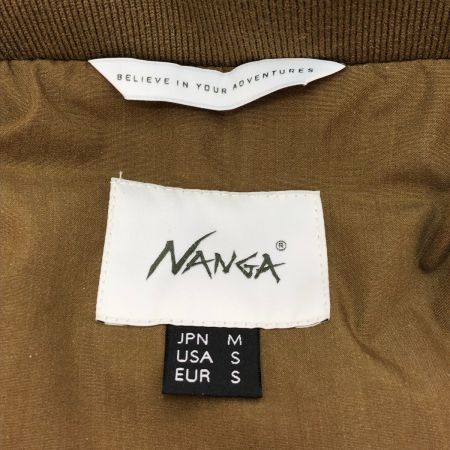 BELIEVE IN YOUR ADVENTURES
NANGA®
JPN M
USA S
EUR S